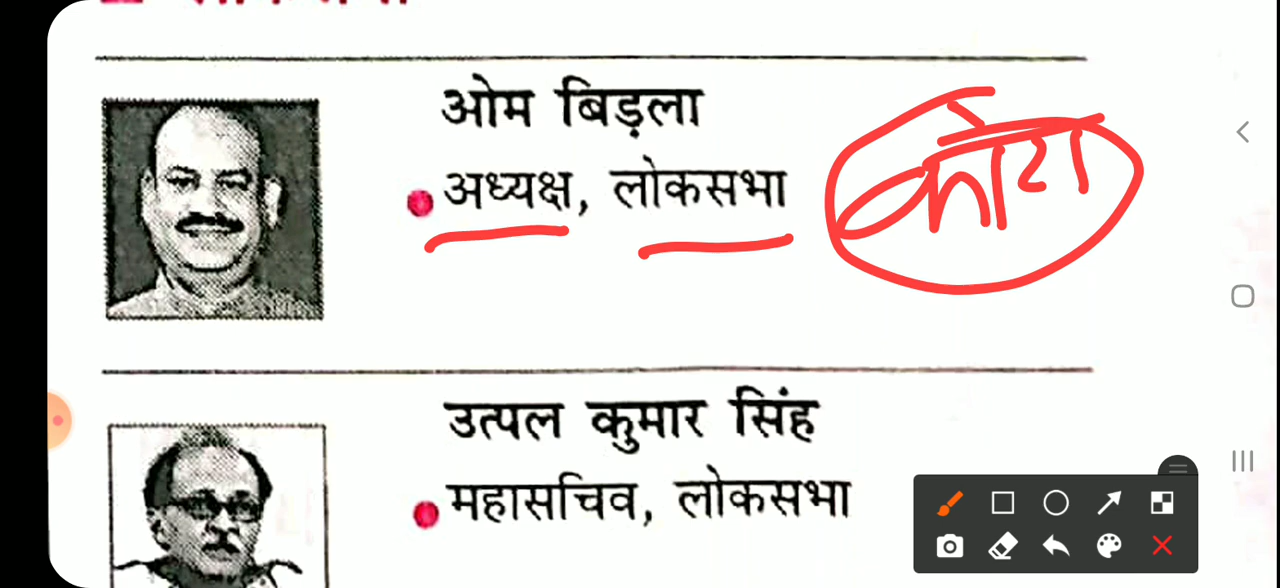 ओम बिड़ला
अध्यक्ष, लोकसभा
कोटा
उत्पल कुमार सिंह
महासचिव, लोकसभा